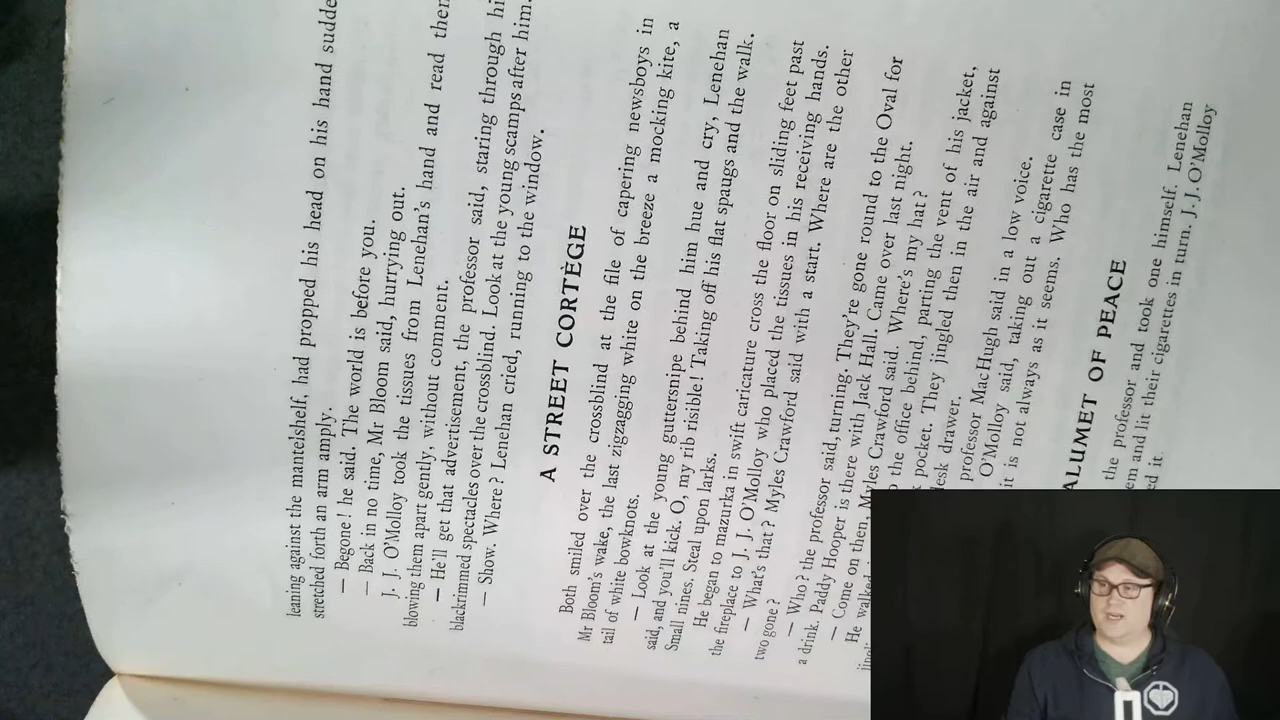 leaning against the mantelshelf, had propped his head on his hand sudde
stretched forth an arm amply.
— Begone! he said. The world is before you.
— Back in no time, Mr Bloom said, hurrying out.
J. J. O'Molloy took the tissues from Lenehan's hand and read them
blowing them apart gently, without comment.
— He'll get that advertisement, the professor said, staring through hi
blackrimmed spectacles over the crossblind. Look at the young scamps after him.
— Show. Where? Lenehan cried, running to the window.
A STREET CORTÈGE
Both smiled over the crossblind at the file of capering newsboys in
Mr Bloom's wake, the last zigzagging white on the breeze a mocking kite, a
tail of white bowknots.
— Look at the young guttersnipe behind him hue and cry, Lenehan
said, and you'll kick. O, my rib risible! Taking off his flat spaugs and the walk.
Small nines. Steal upon larks.
He began to mazurka in swift caricature cross the floor on sliding feet past
the fireplace to J. J. O'Molloy who placed the tissues in his receiving hands.
— What's that? Myles Crawford said with a start. Where are the other
two gone?
— Who? the professor said, turning. They're gone round to the Oval for
a drink. Paddy Hooper is there with Jack Hall. Came over last night.
— Come on then, Myles Crawford said. Where's my hat?
He walked the office behind, parting the vent of his jacket,
pocket. They jingled then in the air and against
desk drawer.
professor MacHugh said in a low voice.
O'Molloy said, taking out a cigarette case in
it is not always as it seems. Who has the most
ALUMET OF PEACE
the professor and took one himself. Lenehan
em and lit their cigarettes in turn. J. J. O'Molloy
ed it.